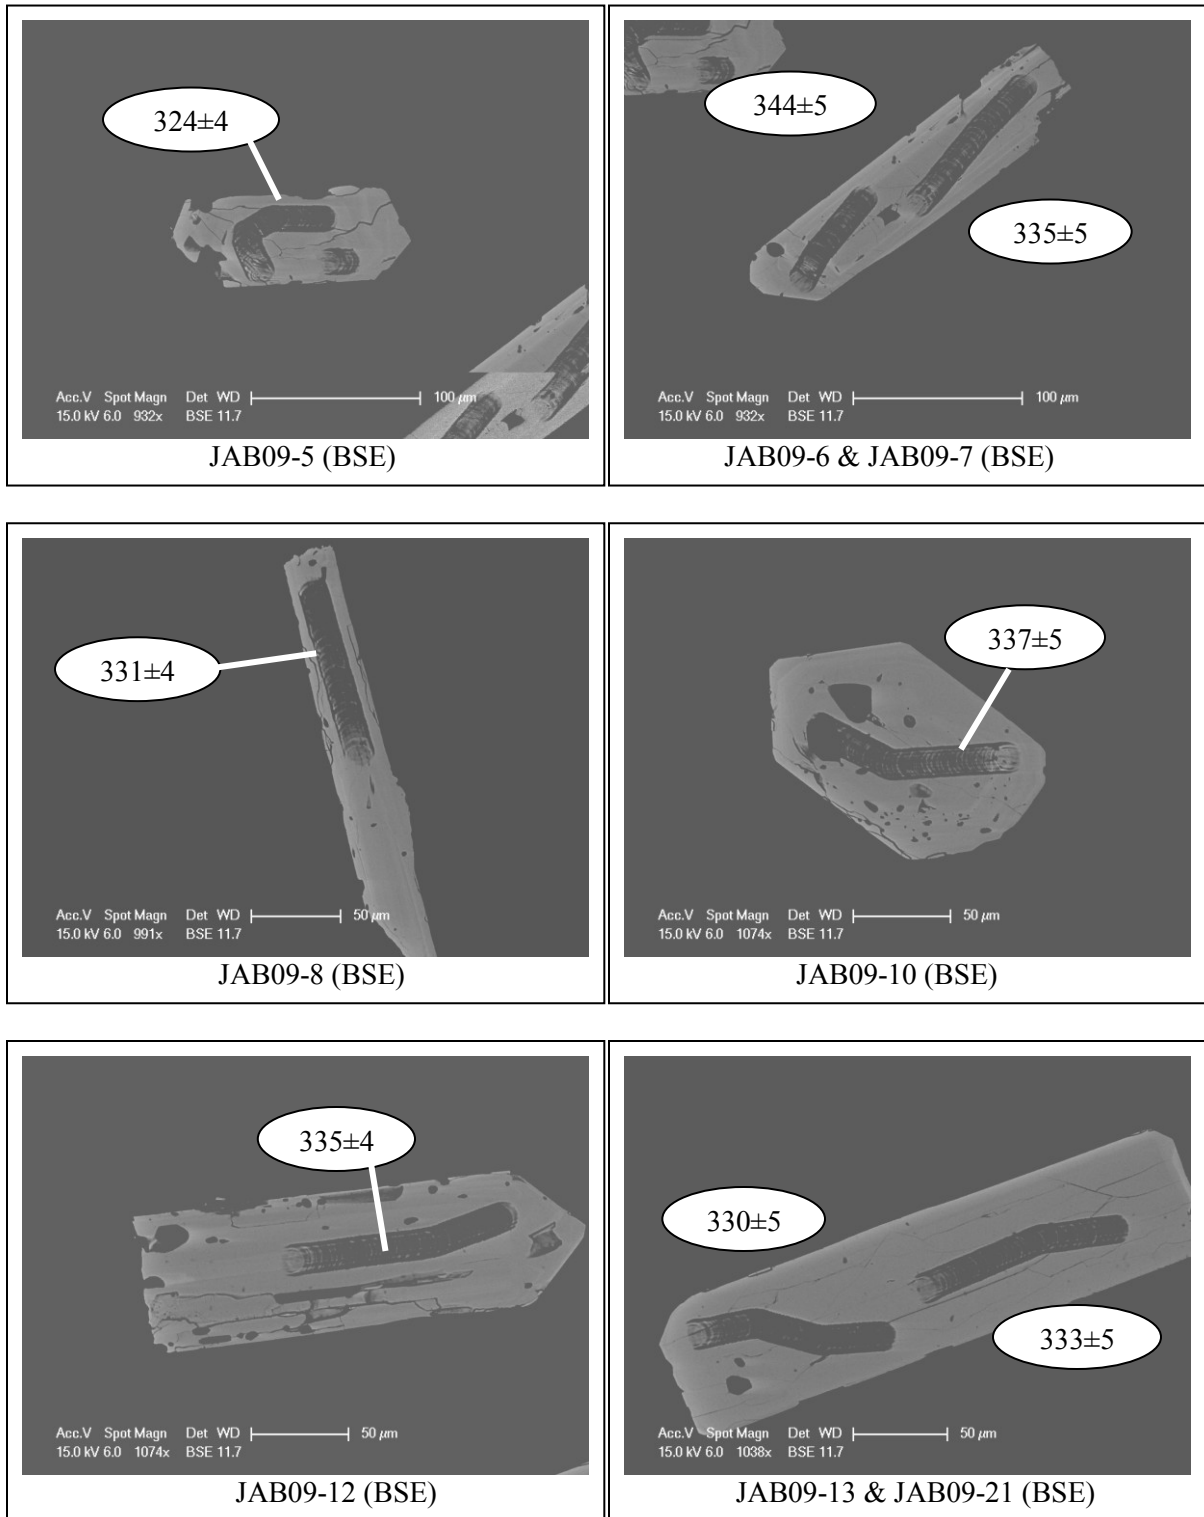 324±4
Acc.V Spot Magn Det WD 100 µm
15.0 kV 6.0 932x BSE 11.7
JAB09-5 (BSE)
344±5
335±5
Acc.V Spot Magn Det WD 100 µm
15.0 kV 6.0 932x BSE 11.7
JAB09-6 & JAB09-7 (BSE)
331±4
Acc.V Spot Magn Det WD 50 µm
15.0 kV 6.0 991x BSE 11.7
JAB09-8 (BSE)
337±5
Acc.V Spot Magn Det WD 50 µm
15.0 kV 6.0 1074x BSE 11.7
JAB09-10 (BSE)
335±4
Acc.V Spot Magn Det WD 50 µm
15.0 kV 6.0 1074x BSE 11.7
JAB09-12 (BSE)
330±5
333±5
Acc.V Spot Magn Det WD 50 µm
15.0 kV 6.0 1038x BSE 11.7
JAB09-13 & JAB09-21 (BSE)